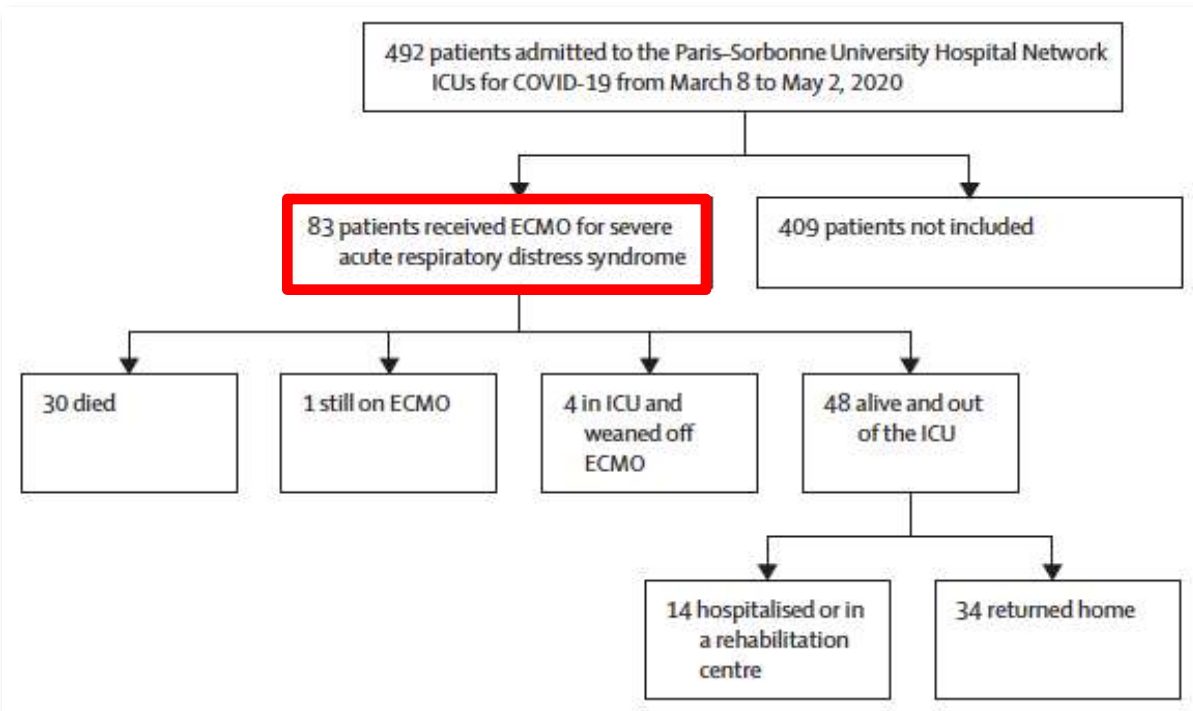 492 patients admitted to the Paris–Sorbonne University Hospital Network
ICUs for COVID-19 from March 8 to May 2, 2020
83 patients received ECMO for severe
acute respiratory distress syndrome
409 patients not included
30 died
1 still on ECMO
4 in ICU and
weaned off
ECMO
48 alive and out
of the ICU
14 hospitalised or in
a rehabilitation
centre
34 returned home